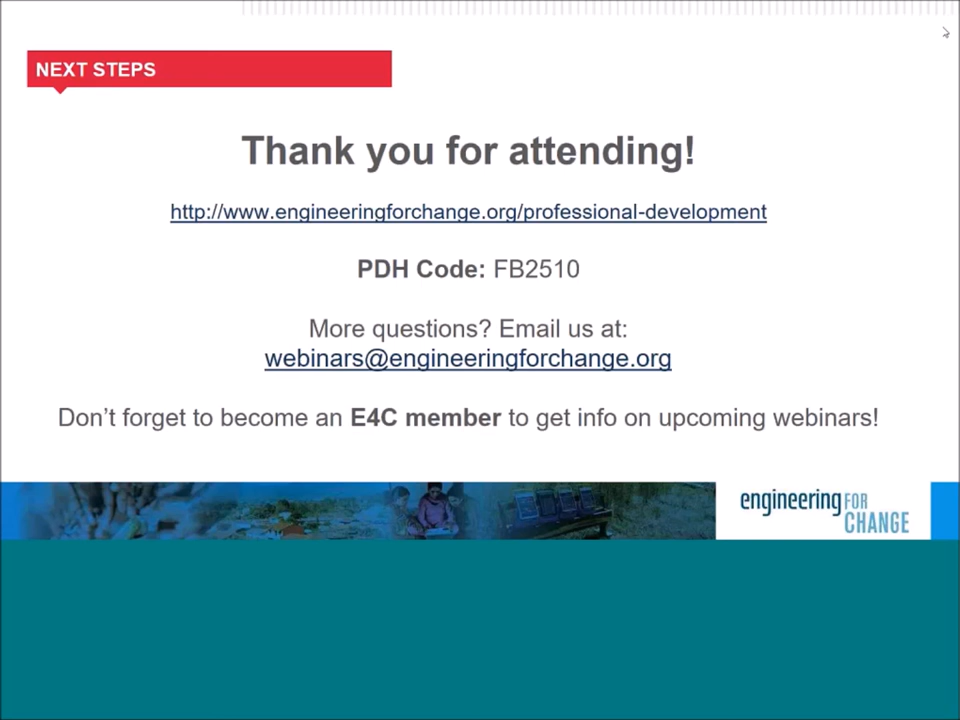 NEXT STEPS
Thank you for attending!
http://www.engineeringforchange.org/professional-development
PDH Code: FB2510
More questions? Email us at:
webinars@engineeringforchange.org
Don't forget to become an E4C member to get info on upcoming webinars!
engineering FOR
CHANGE